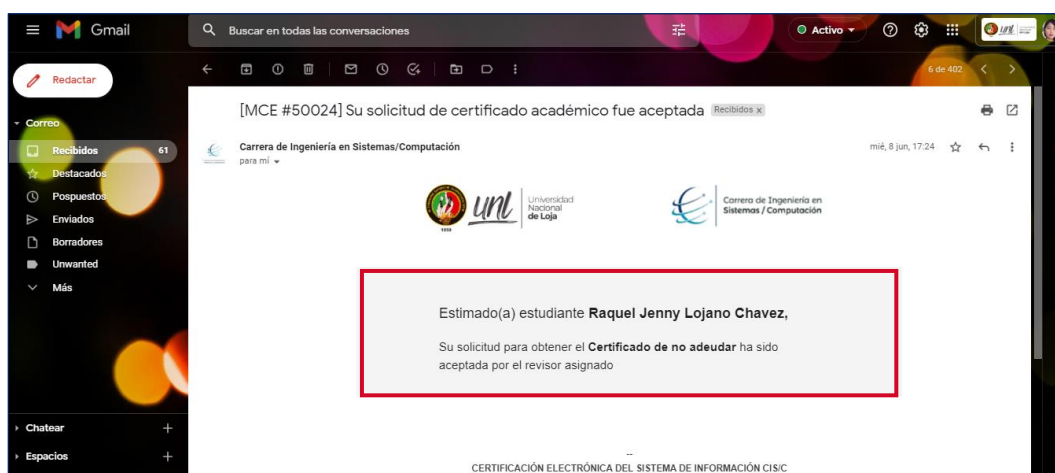 Gmail
Buscar en todas las conversaciones
Activo
unl
Redactar
6 de 402
Correo
Recibidos 61
Destacados
Pospuestos
Enviados
Borradores
Unwanted
Más
Chatear
Espacios
[MCE #50024] Su solicitud de certificado académico fue aceptada Recibidos x
Carrera de Ingeniería en Sistemas/Computación
mié, 8 jun, 17:24
para mí
unl
Universidad
Nacional
de Loja
1859
Carrera de Ingeniería en
Sistemas / Computación
Estimado(a) estudiante Raquel Jenny Lojano Chavez,
Su solicitud para obtener el Certificado de no adeudar ha sido
aceptada por el revisor asignado
--
CERTIFICACIÓN ELECTRÓNICA DEL SISTEMA DE INFORMACIÓN CIS/C